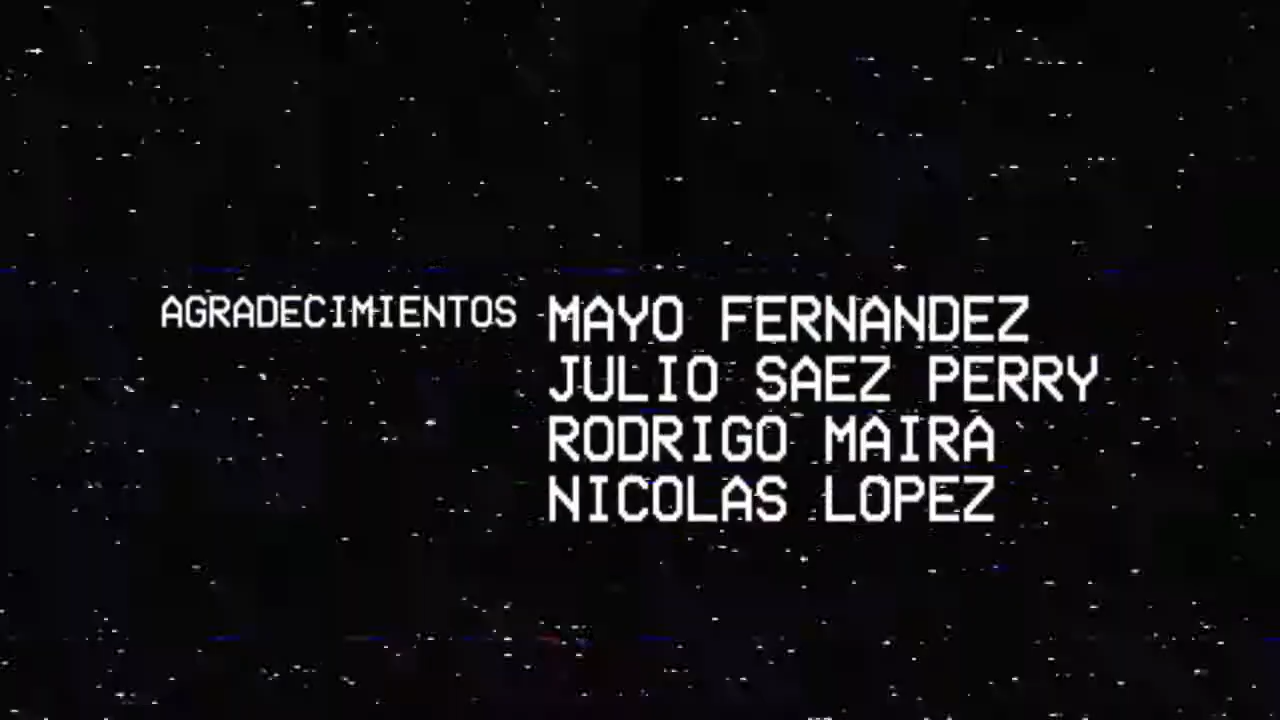 AGRADECIMIENTOS MAYO FERNANDEZ
JULIO SAEZ PERRY
RODRIGO MAIRA
NICOLAS LOPEZ